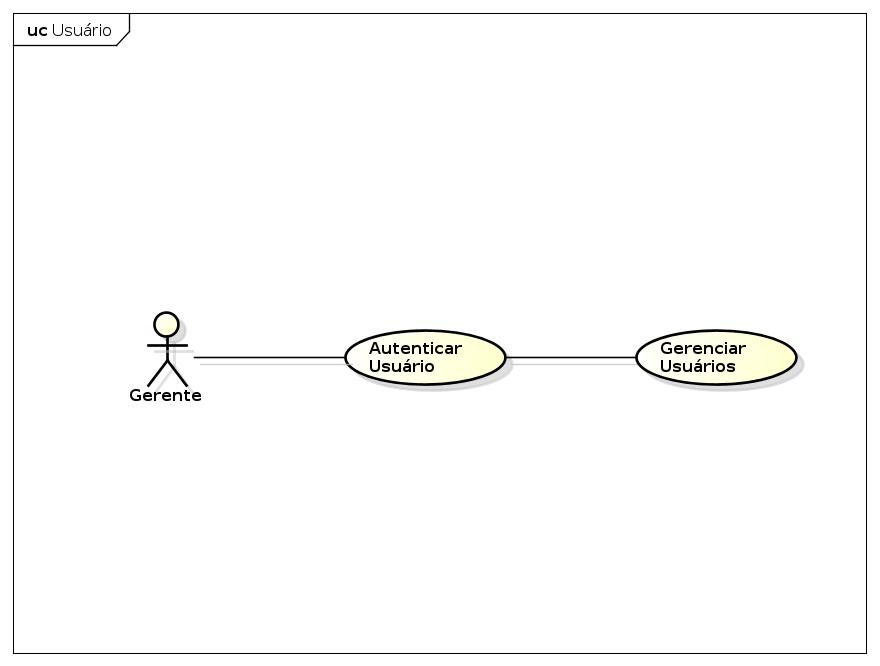 uc Usuário
Autenticar
Usuário
Gerenciar
Usuários
Gerente